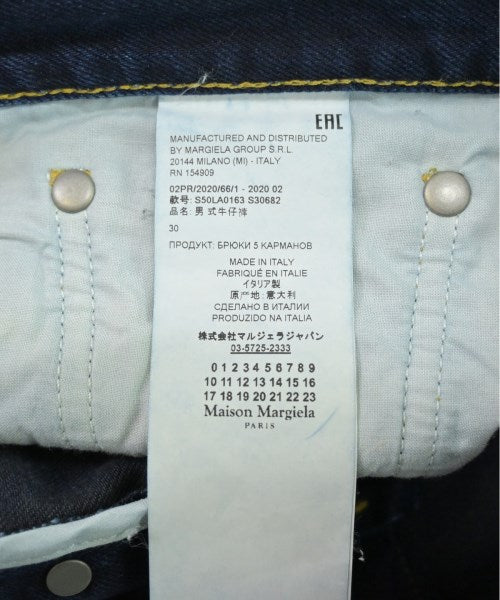 EAC
MANUFACTURED AND DISTRIBUTED
BY MARGIELA GROUP S.R.L.
20144 MILANO (MI) - ITALY
RN 154909
02PR/2020/66/1 - 2020 02
款号: S50LA0163 S30682
品名: 男 式 牛仔裤
30
ПРОДУКТ: БРЮКИ 5 КАРМАНОВ
MADE IN ITALY
FABRIQUÉ EN ITALIE
イタリア製
原产地: 意大利
СДЕЛАНО В ИТАЛИИ
PRODUZIDO NA ITALIA
株式会社マルジェラジャパン
03-5725-2333
0 1 2 3 4 5 6 7 8 9
10 11 12 13 14 15 16
17 18 19 20 21 22 23
Maison Margiela
PARIS